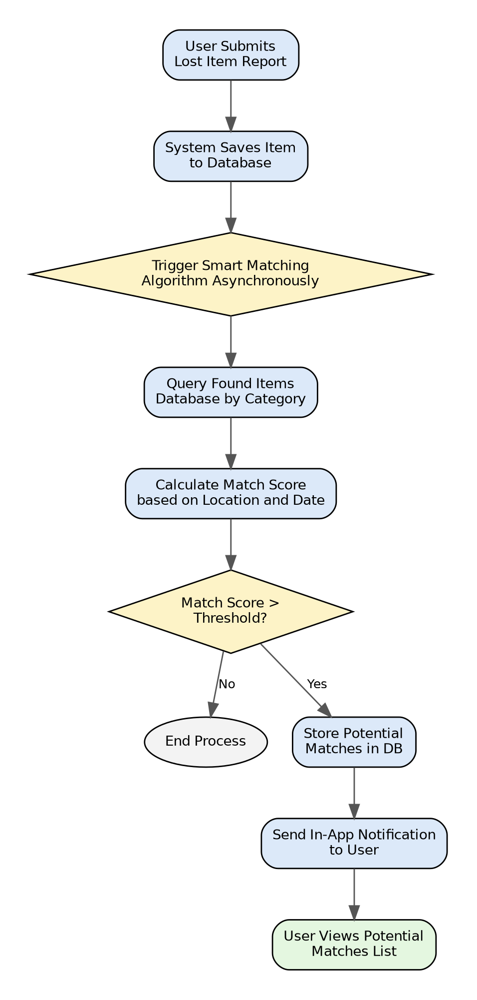 User Submits
Lost Item Report
System Saves Item
to Database
Trigger Smart Matching
Algorithm Asynchronously
Query Found Items
Database by Category
Calculate Match Score
based on Location and Date
Match Score >
Threshold?
No
Yes
End Process
Store Potential
Matches in DB
Send In-App Notification
to User
User Views Potential
Matches List